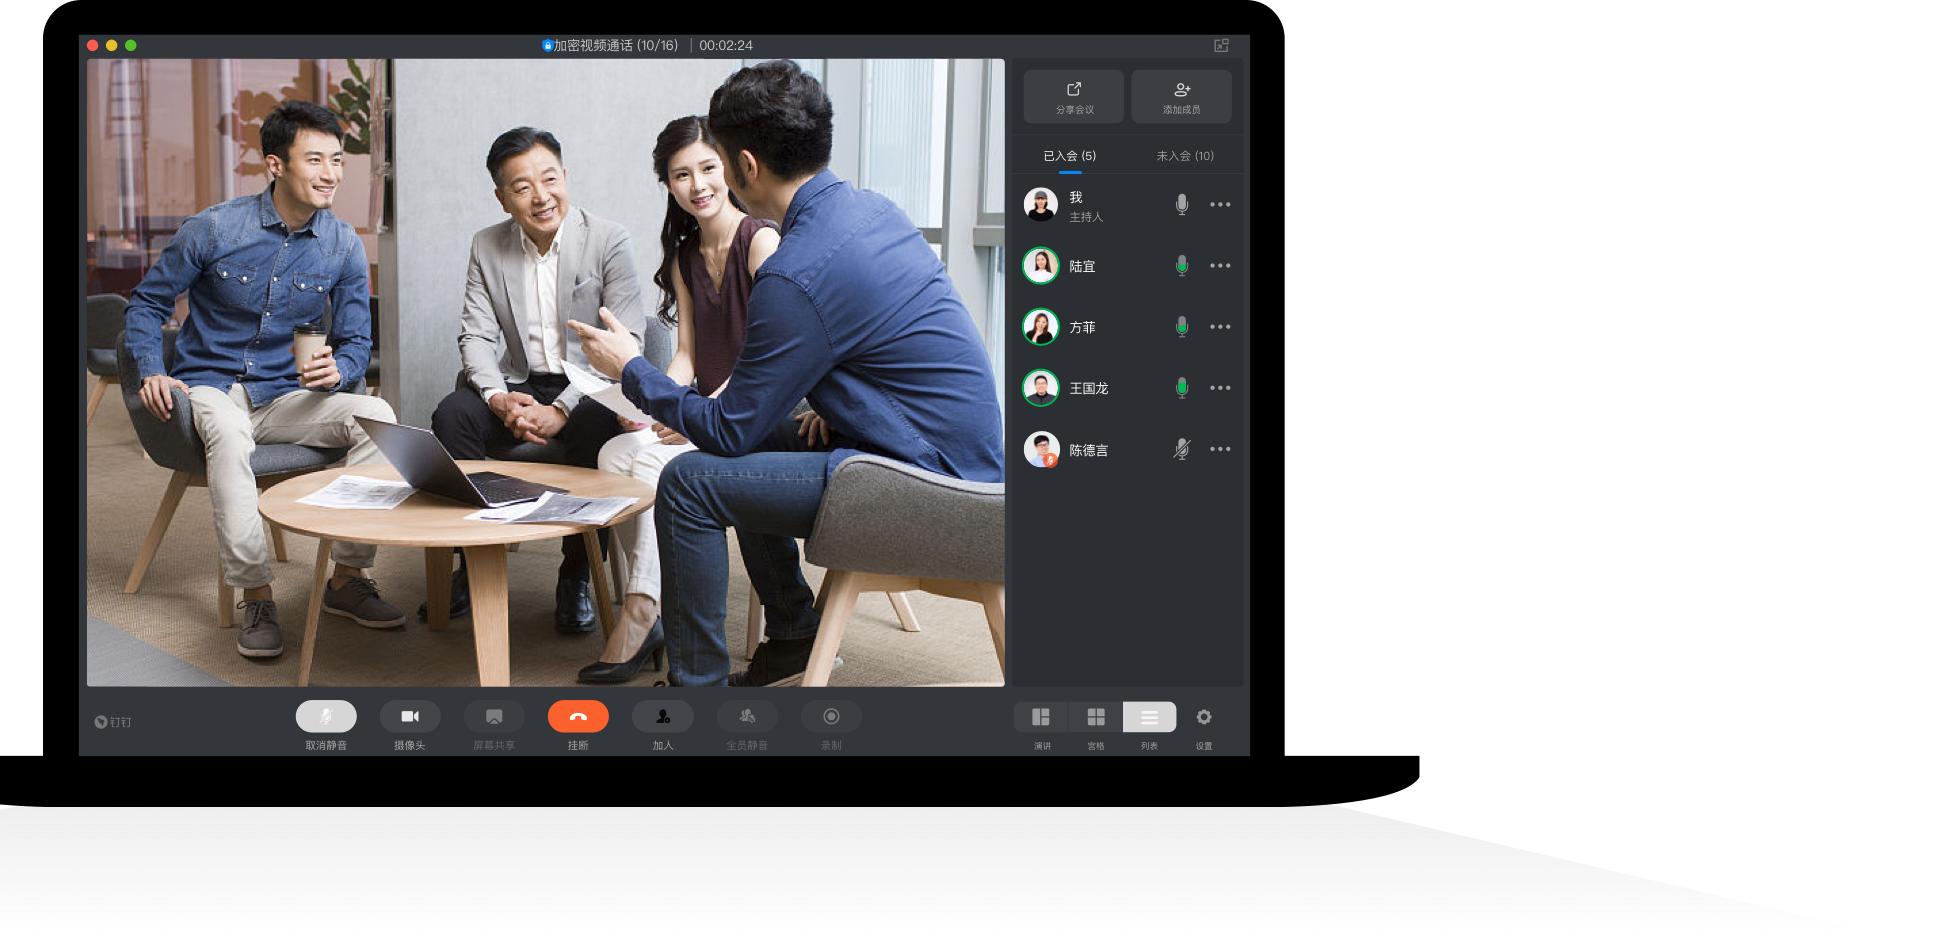 加密视频通话 (10/16) 00:02:24
分享会议 添加成员
已入会 (5) 未入会 (10)
我
主持人
陆宜
方菲
王国龙
陈德言
钉钉
取消静音 摄像头 屏幕共享 挂断 加人 全员静音 录制 演讲 宫格 列表 设置